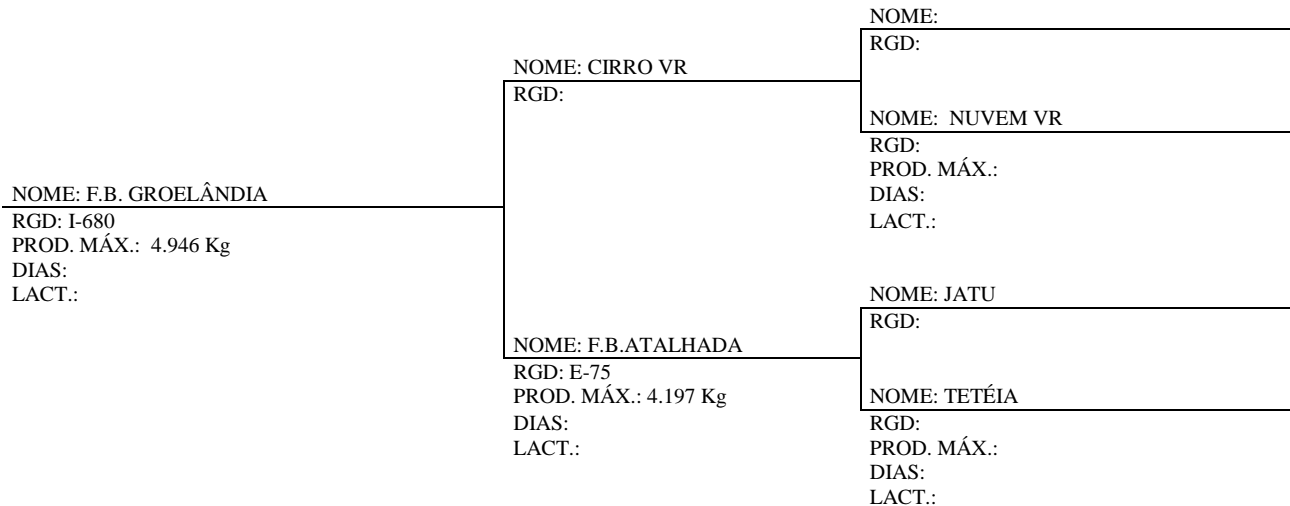 NOME: F.B. GROELÂNDIA
RGD: I-680
PROD. MÁX.: 4.946 Kg
DIAS:
LACT.:
NOME: CIRRO VR
RGD:
NOME: F.B.ATALHADA
RGD: E-75
PROD. MÁX.: 4.197 Kg
DIAS:
LACT.:
NOME:
RGD:
NOME: NUVEM VR
RGD:
PROD. MÁX.:
DIAS:
LACT.:
NOME: JATU
RGD:
NOME: TETÉIA
RGD:
PROD. MÁX.:
DIAS:
LACT.: